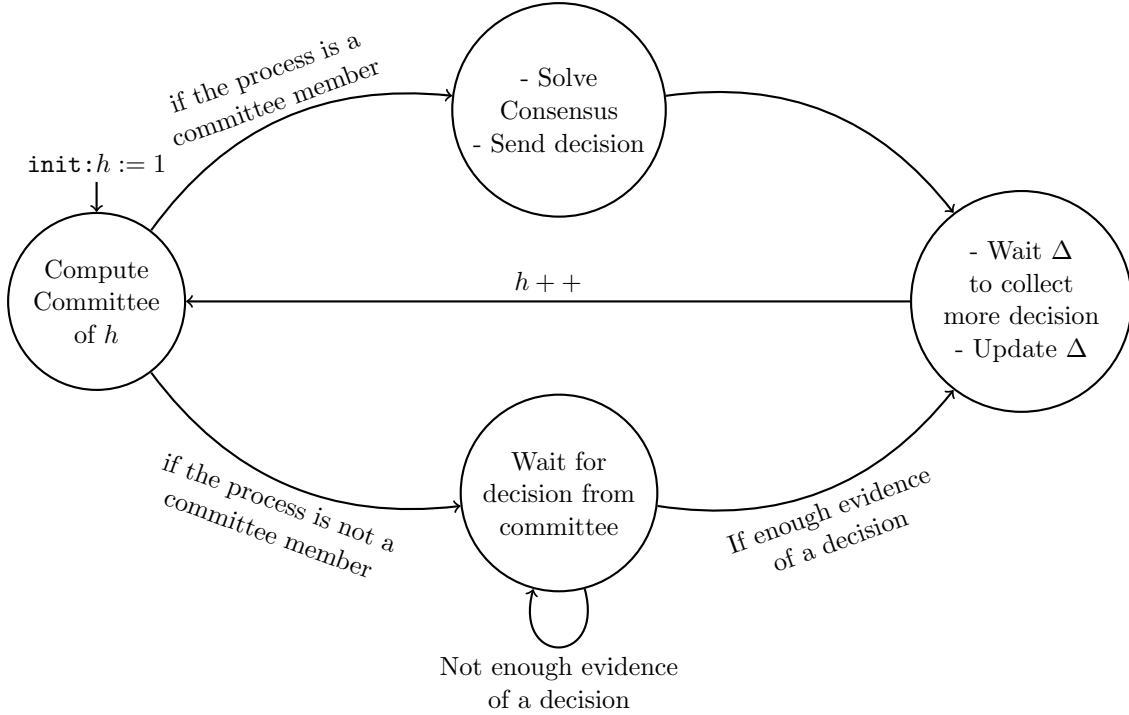 if the process is a
committee member
- Solve
Consensus
- Send decision
init: h := 1
Compute
Committee
of h
h + +
- Wait Δ
to collect
more decision
- Update Δ
if the process is not a
committee member
Wait for
decision from
committee
If enough evidence
of a decision
Not enough evidence
of a decision